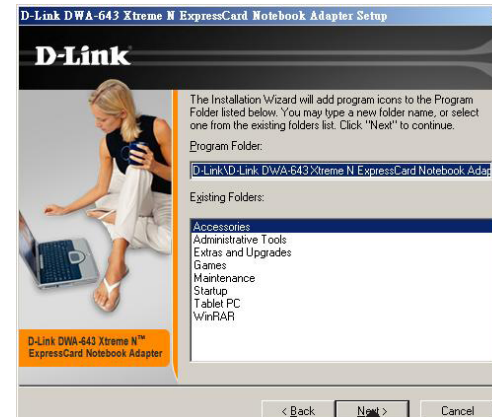 D-Link DWA-643 Xtreme N ExpressCard Notebook Adapter Setup
D-Link
The Installation Wizard will add program icons to the Program
Folder listed below. You may type a new folder name, or select
one from the existing folders list. Click "Next" to continue.
Program Folder:
D-Link\D-Link DWA-643 Xtreme N ExpressCard Notebook Adap
Existing Folders:
Accessories
Administrative Tools
Extras and Upgrades
Games
Maintenance
Startup
Tablet PC
WinRAR
D-Link DWA-643 Xtreme N™
ExpressCard Notebook Adapter
< Back
Next >
Cancel